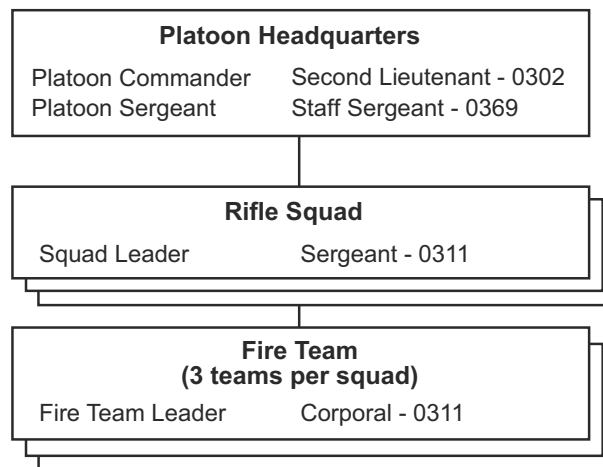 Platoon Headquarters
Platoon Commander Second Lieutenant - 0302
Platoon Sergeant Staff Sergeant - 0369
Rifle Squad
Squad Leader Sergeant - 0311
Fire Team
(3 teams per squad)
Fire Team Leader Corporal - 0311